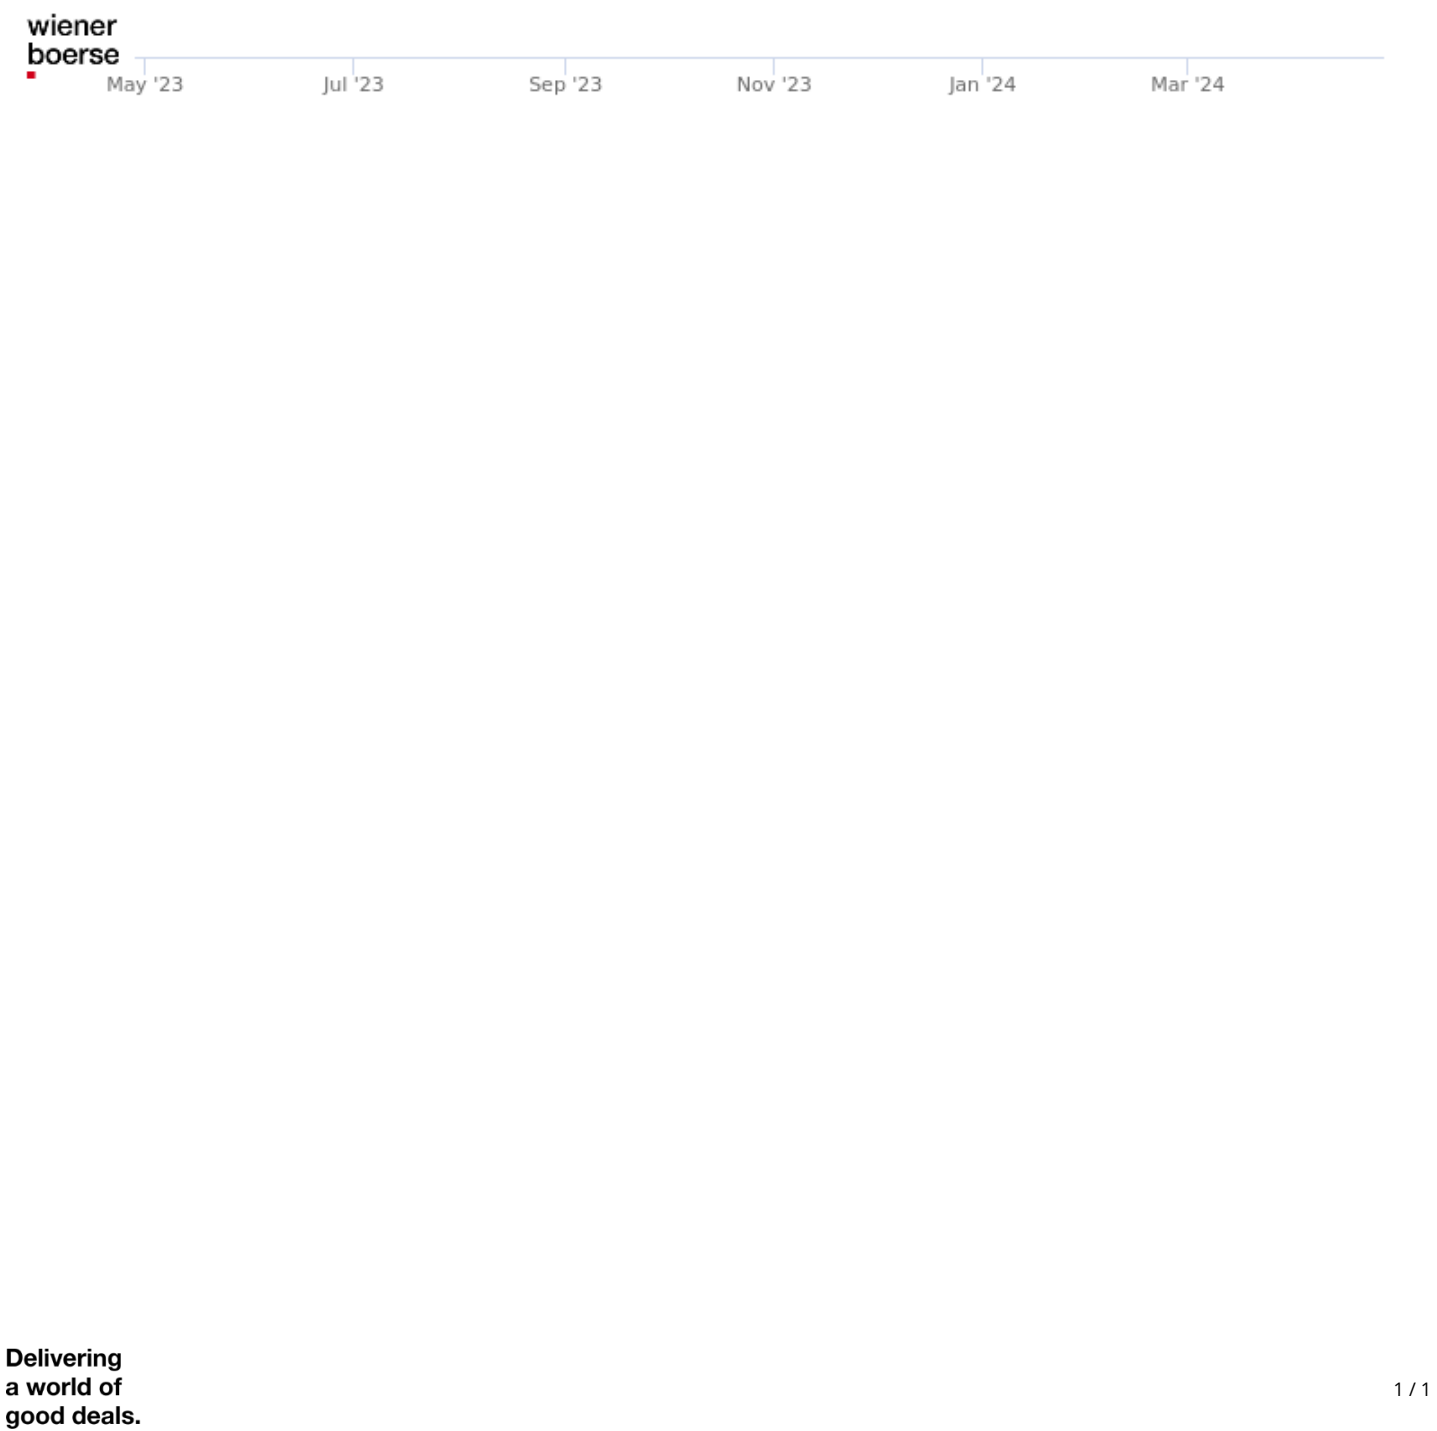 wiener
boerse
May '23 Jul '23 Sep '23 Nov '23 Jan '24 Mar '24
Delivering
a world of
good deals.
1 / 1